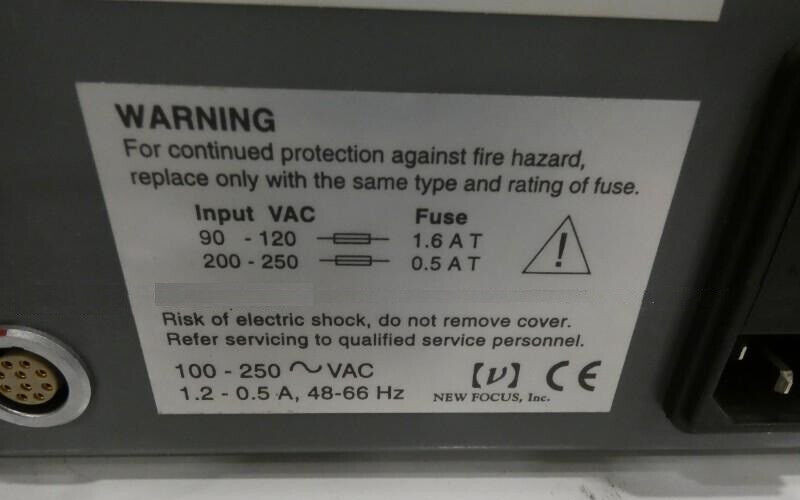 WARNING
For continued protection against fire hazard,
replace only with the same type and rating of fuse.
Input VAC Fuse
90 - 120 1.6 A T
200 - 250 0.5 A T
!
Risk of electric shock, do not remove cover.
Refer servicing to qualified service personnel.
100 - 250 ~ VAC [ν] CE
1.2 - 0.5 A, 48-66 Hz NEW FOCUS, Inc.